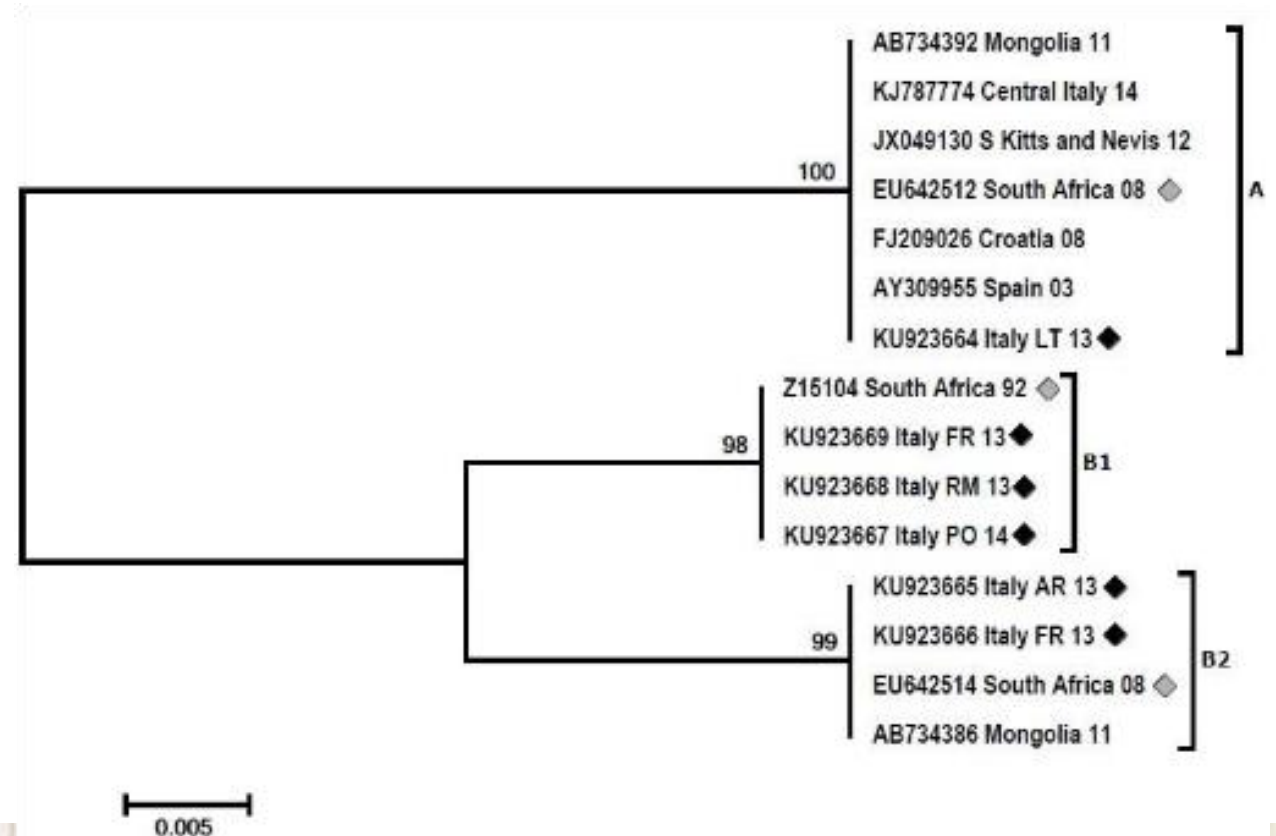 AB734392 Mongolia 11
KJ787774 Central Italy 14
JX049130 S Kitts and Nevis 12
100
EU642512 South Africa 08
A
FJ209026 Croatia 08
AY309955 Spain 03
KU923664 Italy LT 13
Z15104 South Africa 92
KU923669 Italy FR 13
98
B1
KU923668 Italy RM 13
KU923667 Italy PO 14
KU923665 Italy AR 13
KU923666 Italy FR 13
99
B2
EU642514 South Africa 08
AB734386 Mongolia 11
0.005